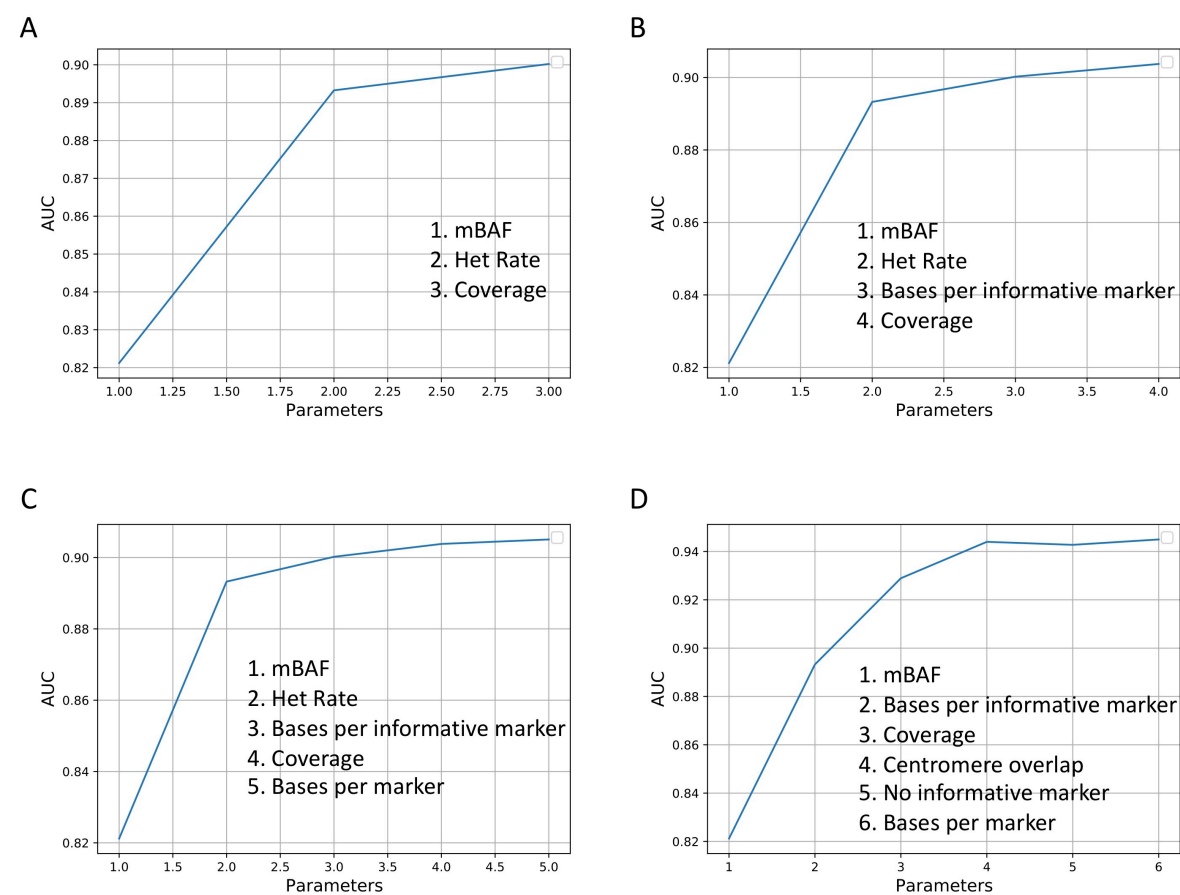 A
0.90
0.89
0.88
0.87
0.86
0.85
0.84
0.83
0.82
AUC
1. mBAF
2. Het Rate
3. Coverage
1.00 1.25 1.50 1.75 2.00 2.25 2.50 2.75 3.00
Parameters
B
0.90
0.88
0.86
0.84
0.82
AUC
1. mBAF
2. Het Rate
3. Bases per informative marker
4. Coverage
1.0 1.5 2.0 2.5 3.0 3.5 4.0
Parameters
C
0.90
0.88
0.86
0.84
0.82
AUC
1. mBAF
2. Het Rate
3. Bases per informative marker
4. Coverage
5. Bases per marker
1.0 1.5 2.0 2.5 3.0 3.5 4.0 4.5 5.0
Parameters
D
0.94
0.92
0.90
0.88
0.86
0.84
0.82
AUC
1. mBAF
2. Bases per informative marker
3. Coverage
4. Centromere overlap
5. No informative marker
6. Bases per marker
1 2 3 4 5 6
Parameters